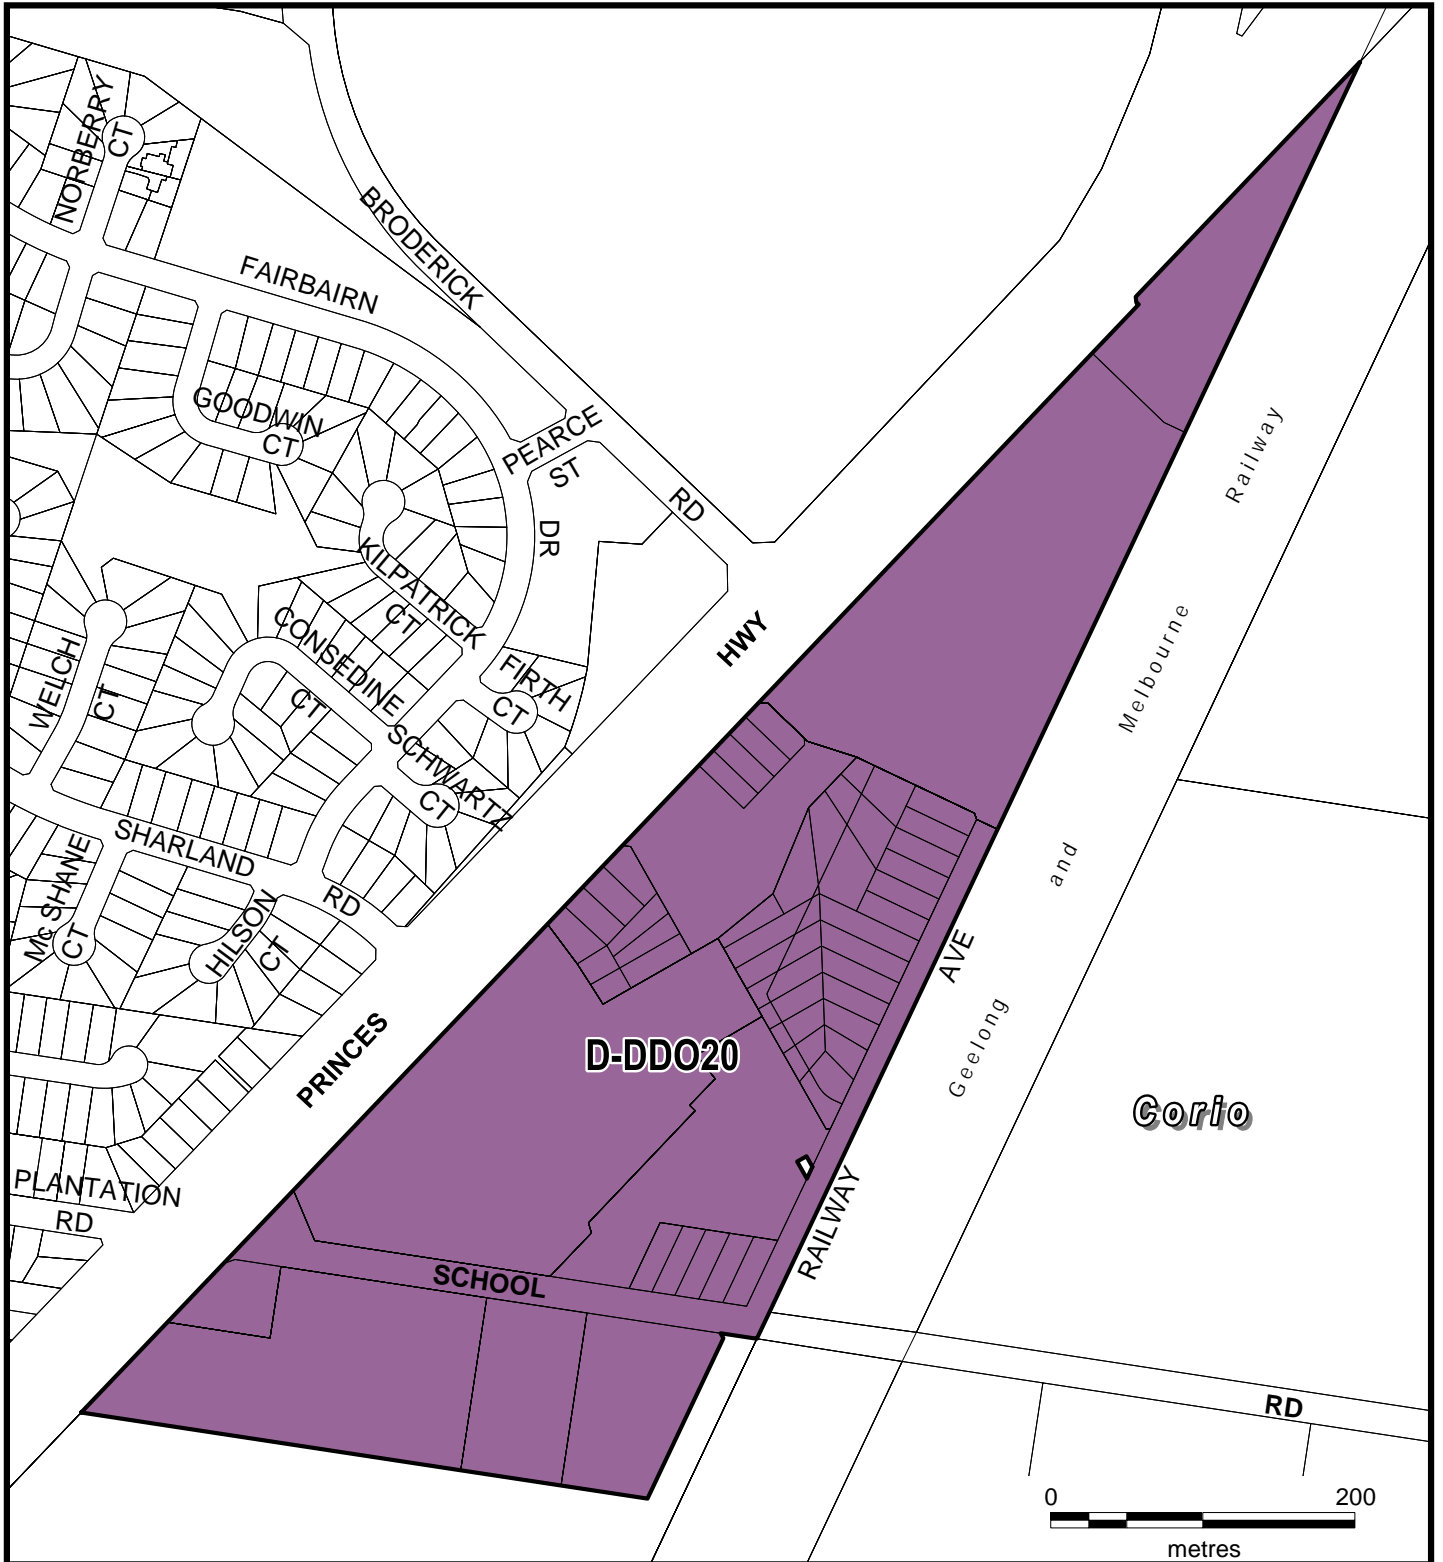 NORBERRY
CT
BRODERICK
FAIRBAIRN
GOODWIN
CT
PEARCE
ST
RD
DR
Railway
KILPATRICK
CT
CONSEDINE
CT
HWY
Melbourne
WELCH
CT
FIRTH
CT
SCHWARTZ
CT
SHARLAND
RD
Mc SHANE
CT
HILSON
CT
and
AVE
PRINCES
D-DDO20
Geelong
Corio
PLANTATION
RD
RAILWAY
SCHOOL
RD
0 200
metres